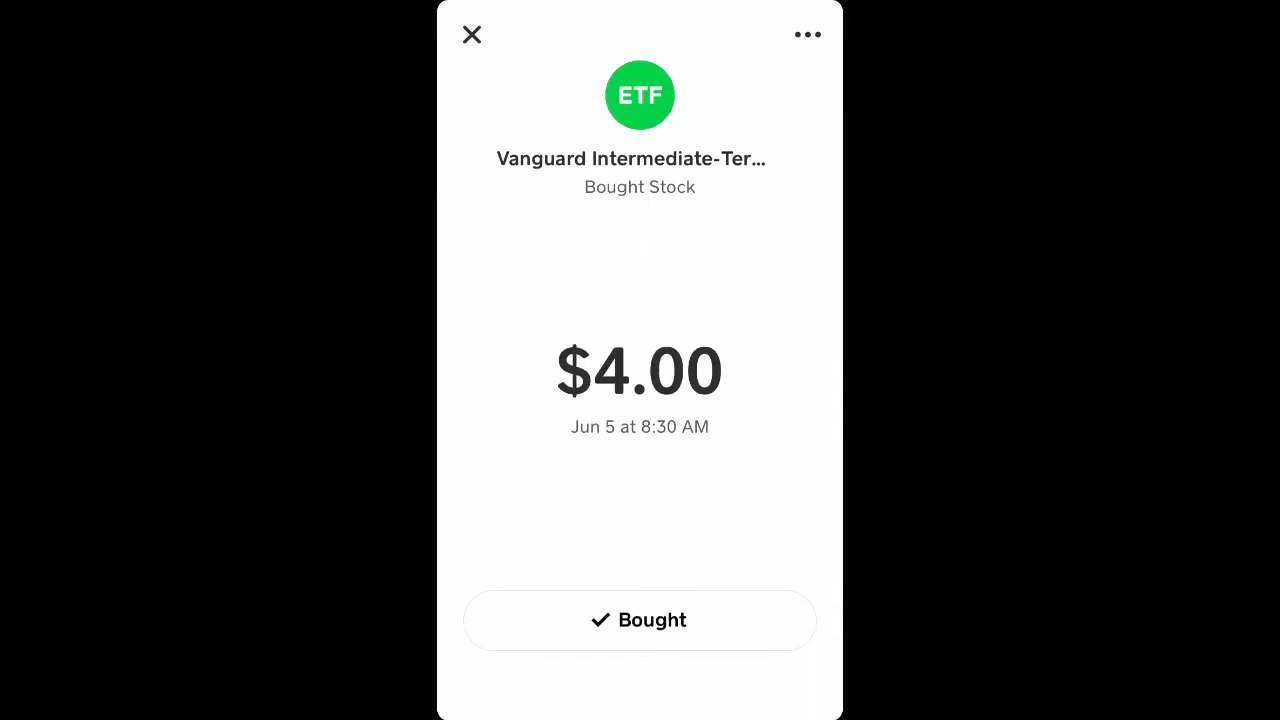 ETF
Vanguard Intermediate-Ter...
Bought Stock
$4.00
Jun 5 at 8:30 AM
Bought